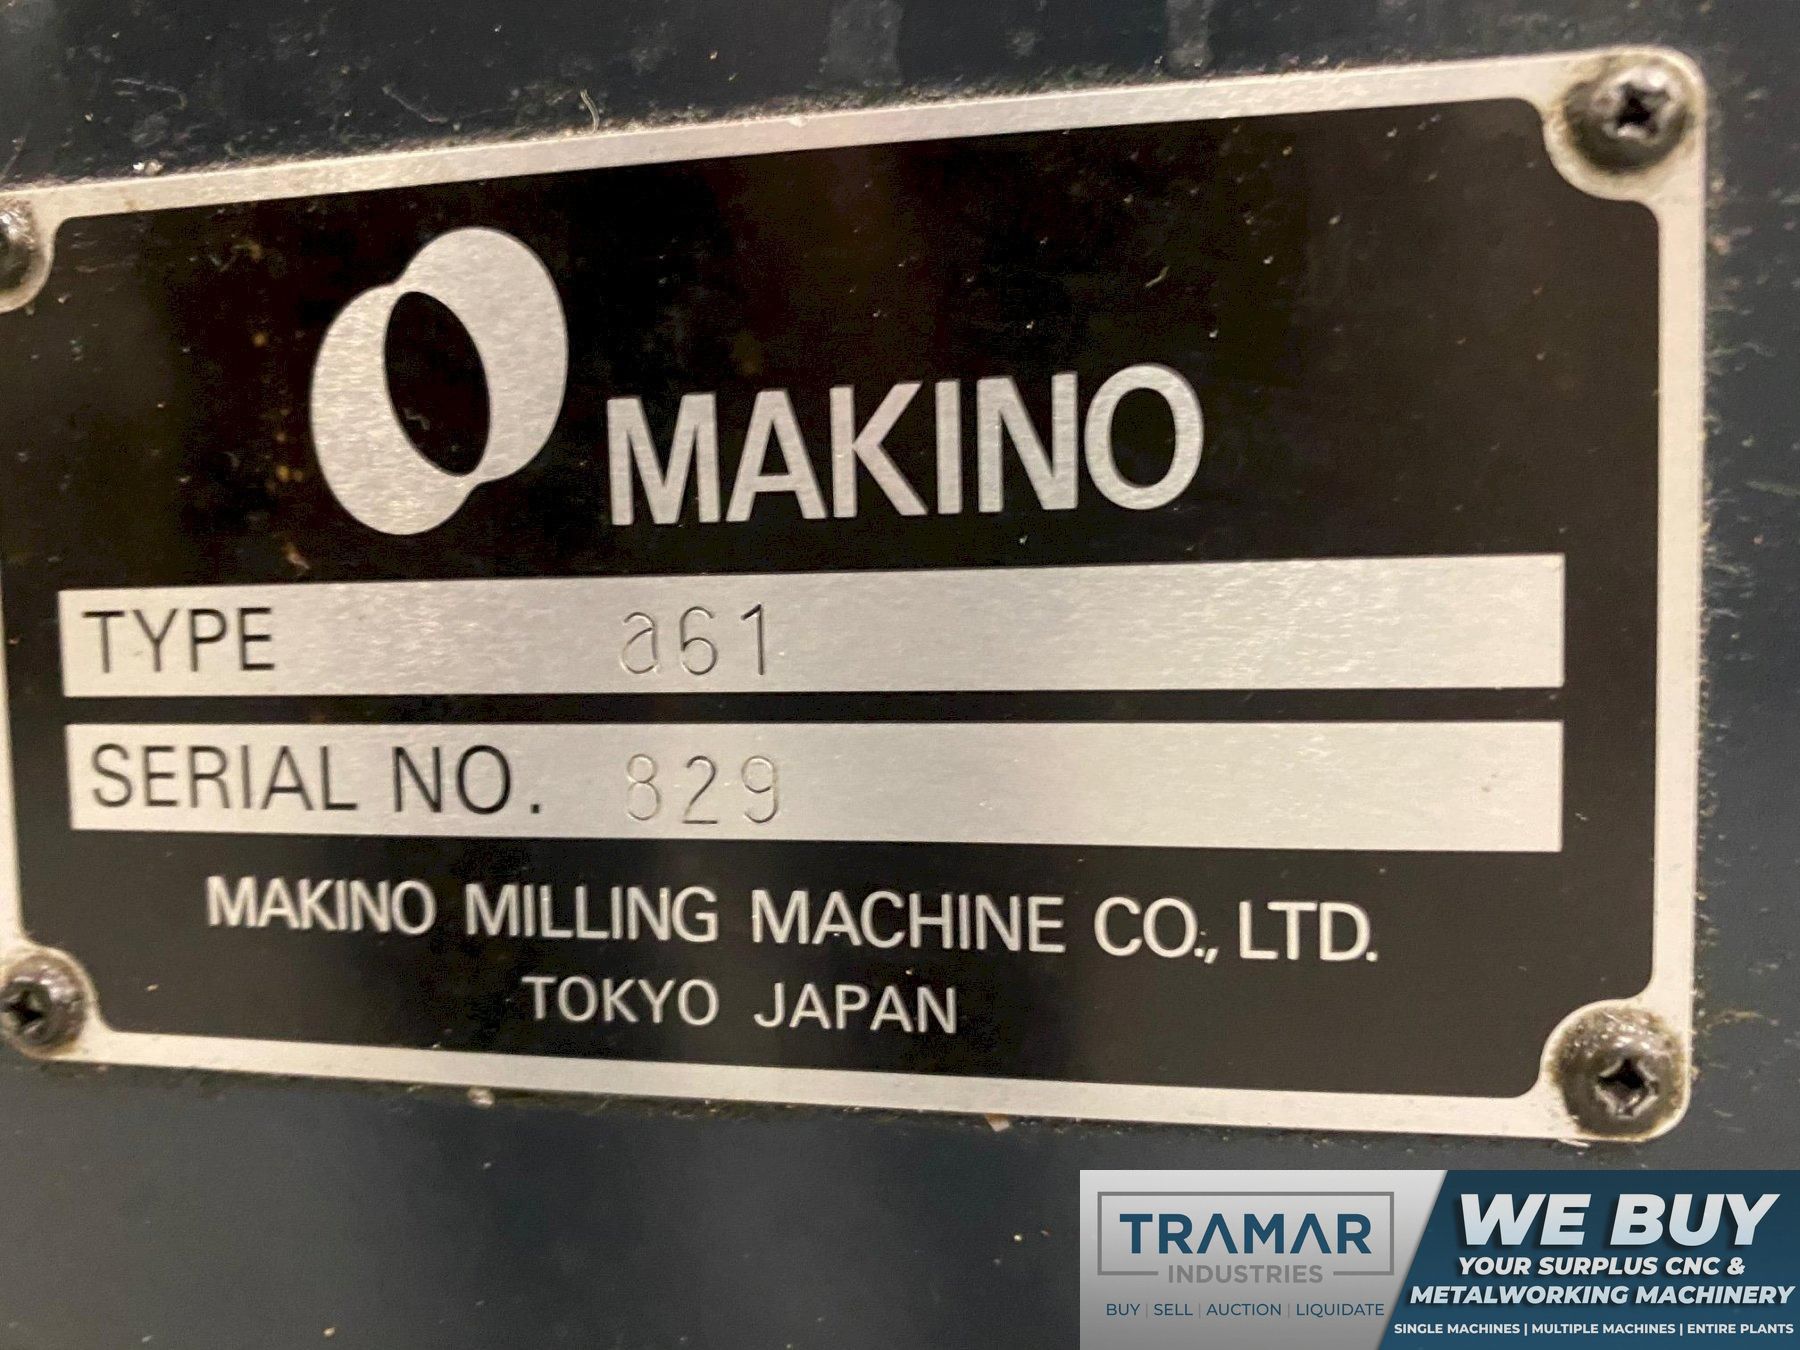 MAKINO
TYPE a61
SERIAL NO. 829
MAKINO MILLING MACHINE CO., LTD.
TOKYO JAPAN
TRAMAR
INDUSTRIES
BUY | SELL | AUCTION | LIQUIDATE
WE BUY
YOUR SURPLUS CNC &
METALWORKING MACHINERY
SINGLE MACHINES | MULTIPLE MACHINES | ENTIRE PLANTS